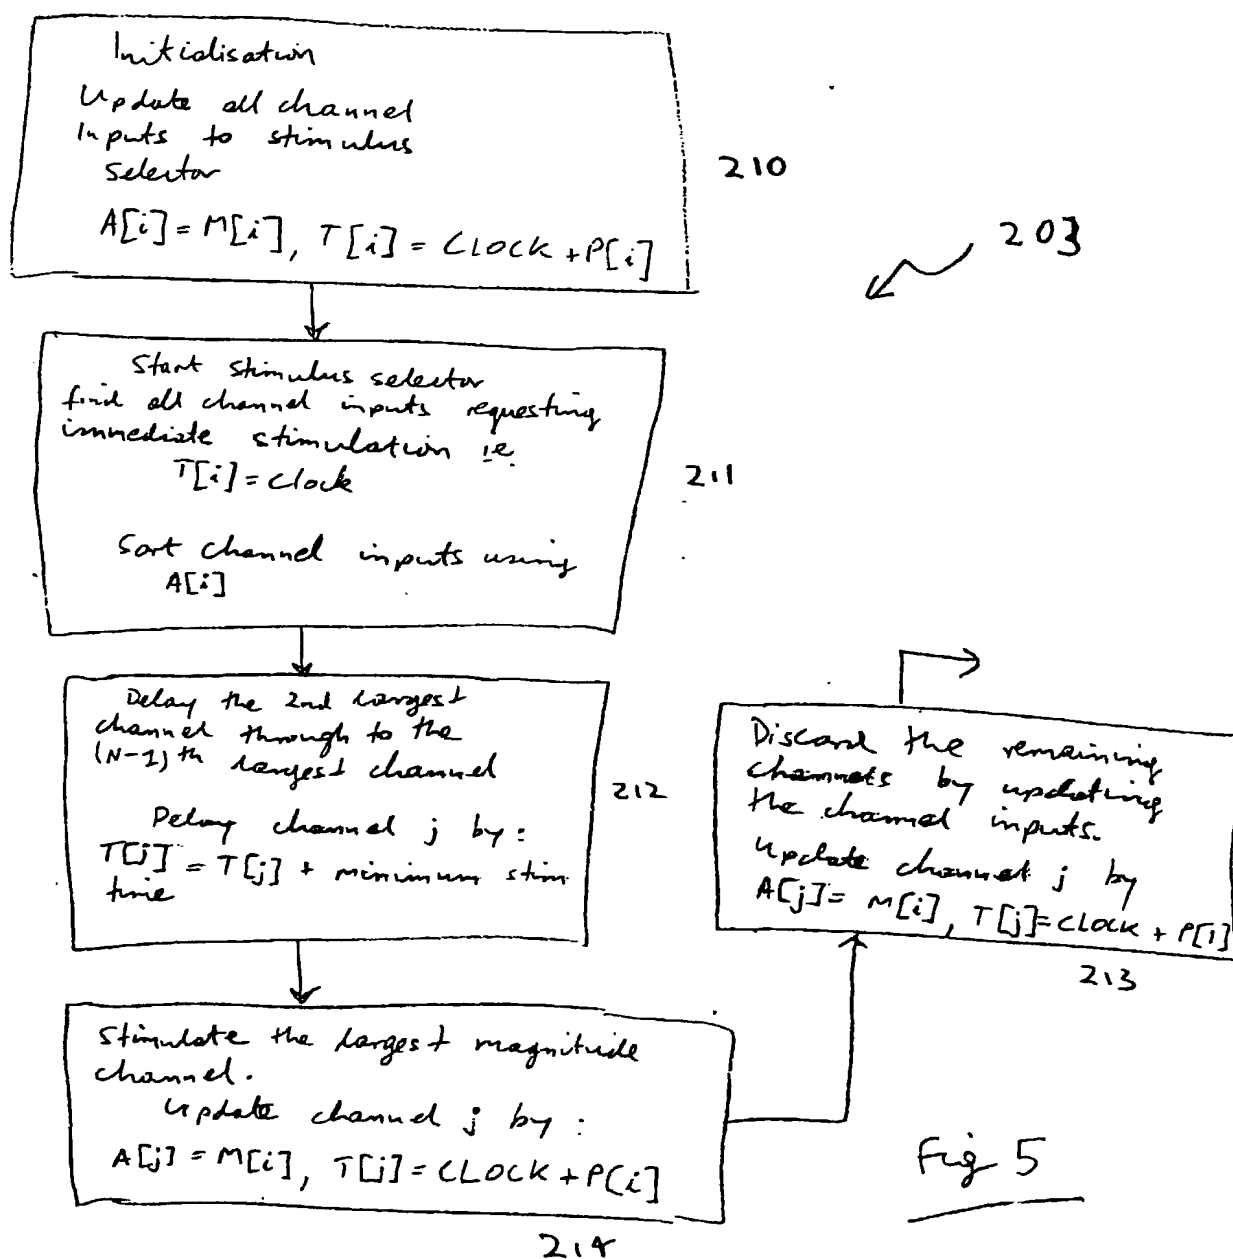 Initialisation
Update all channel
Inputs to stimulus
selector
A[i] = M[i], T[i] = CLOCK + P[i]
210
203
Start stimulus selector
find all channel inputs requesting
immediate stimulation ie
T[i] = clock
Sort channel inputs using
A[i]
211
Delay the 2nd largest
channel through to the
(N-1)th largest channel
Delay channel j by:
T[j] = T[j] + minimum stim
time
212
Stimulate the largest magnitude
channel.
Update channel j by:
A[j] = M[i], T[j] = CLOCK + P[i]
214
Discard the remaining
channels by updating
the channel inputs.
Update channel j by
A[j] = M[i], T[j] = CLOCK + P[i]
213
Fig 5